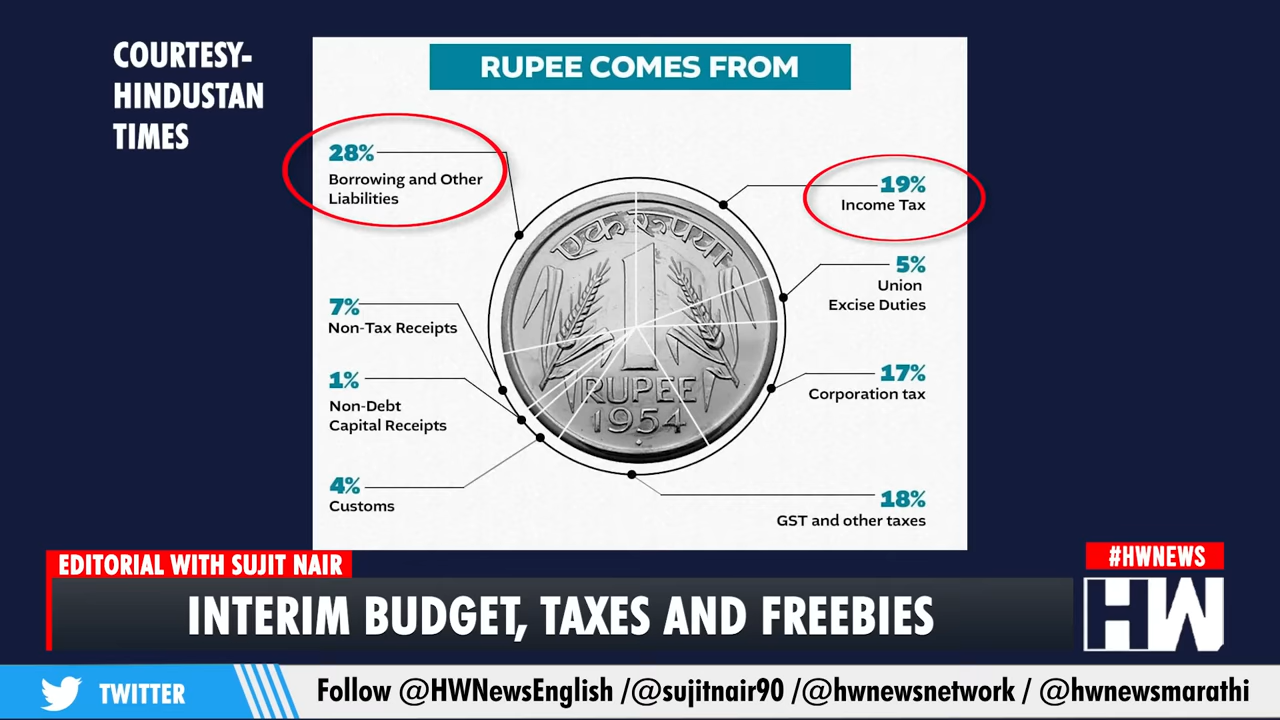 COURTESY-
HINDUSTAN
TIMES
RUPEE COMES FROM
28%
Borrowing and Other
Liabilities
7%
Non-Tax Receipts
1%
Non-Debt
Capital Receipts
4%
Customs
एक रुपया
1
RUPEE
1954
19%
Income Tax
5%
Union
Excise Duties
17%
Corporation tax
18%
GST and other taxes
EDITORIAL WITH SUJIT NAIR
INTERIM BUDGET, TAXES AND FREEBIES
#HWNEWS
HW
TWITTER
Follow @HWNewsEnglish /@sujitnair90 /@hwnewsnetwork / @hwnewsmarathi